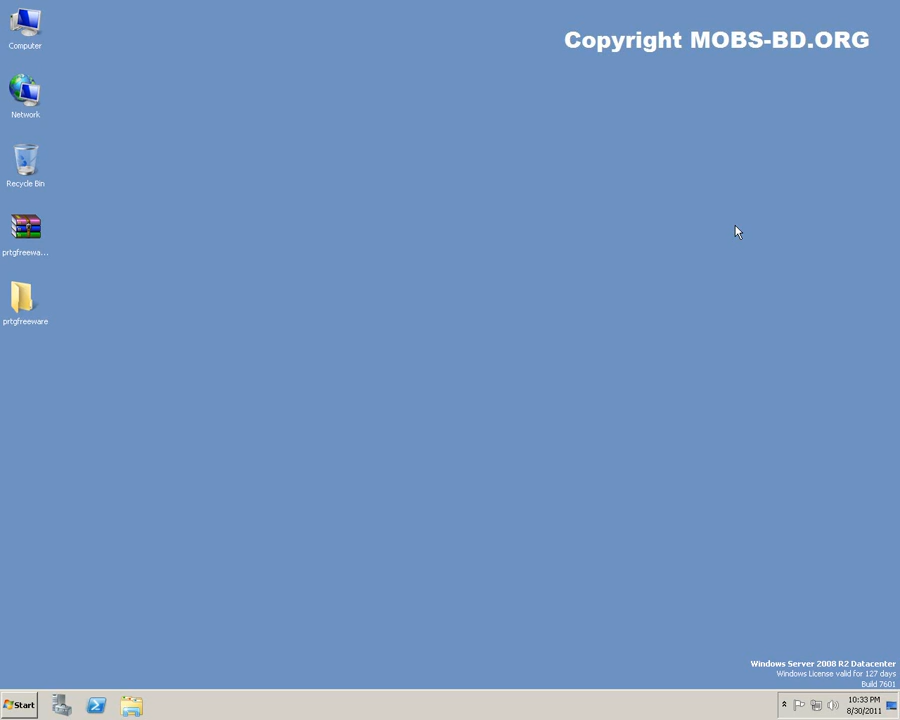 Copyright MOBS-BD.ORG
Computer
Network
Recycle Bin
prtgfreewa...
prtgfreeware
Windows Server 2008 R2 Datacenter
Windows License valid for 127 days
Build 7601
Start
10:33 PM
8/30/2011